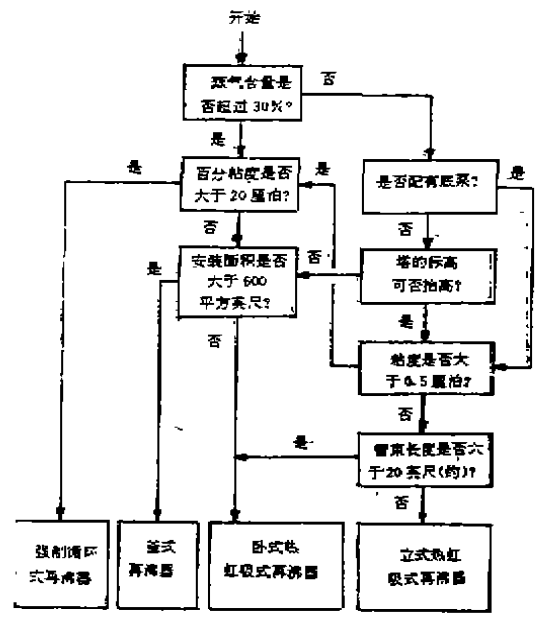 开始
蒸气含量是
否超过30%?
否
是
百分粘度是否
大于20厘泊?
是
是
是否配有底泵?
是
否
否
安装面积是否
大于600
平方英尺?
是
否
塔的标高
可否抬高?
否
是
粘度是否大
于0.5厘泊?
否
是
管束长度是否大
于20英尺(约)?
否
强制循环
式再沸器
釜式
再沸器
卧式热
虹吸式再沸器
立式热虹
吸式再沸器